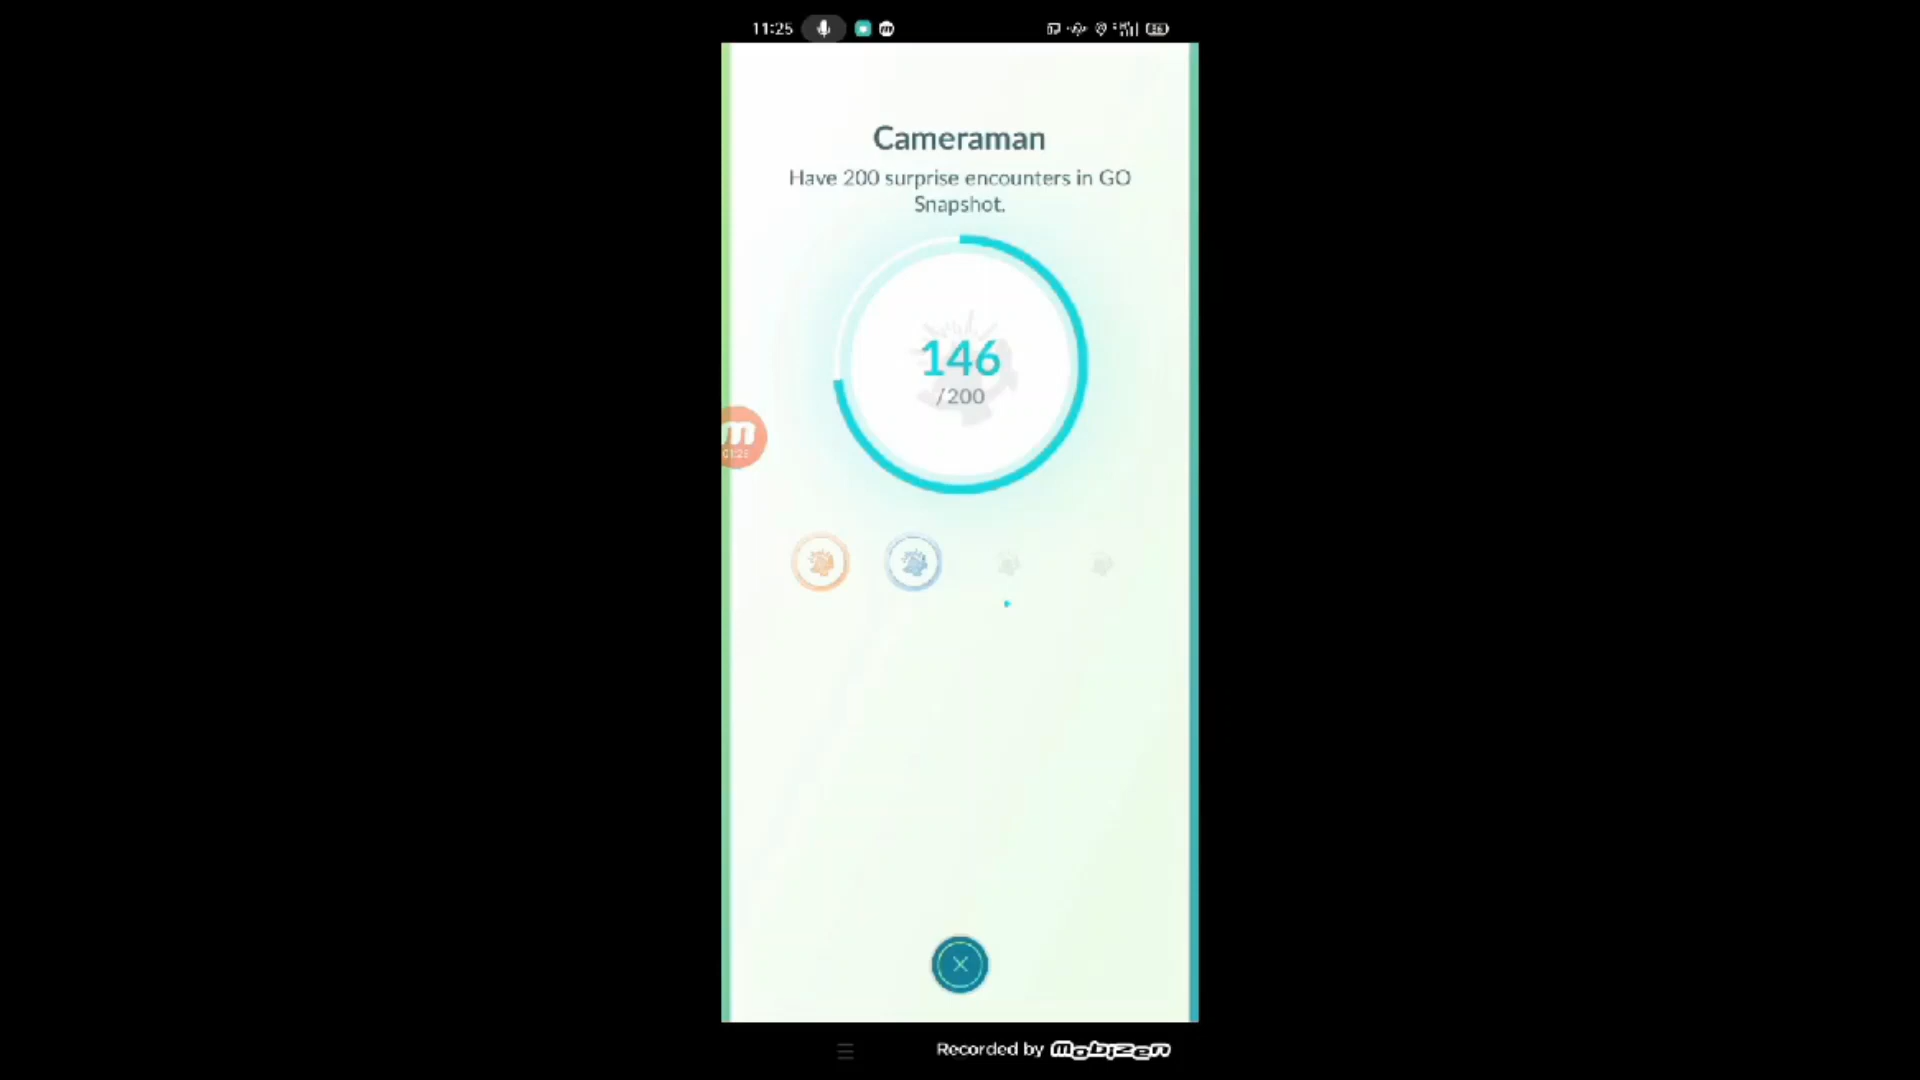 11:25
Cameraman
Have 200 surprise encounters in GO
Snapshot.
146
/200
m
Recorded by Mobizen